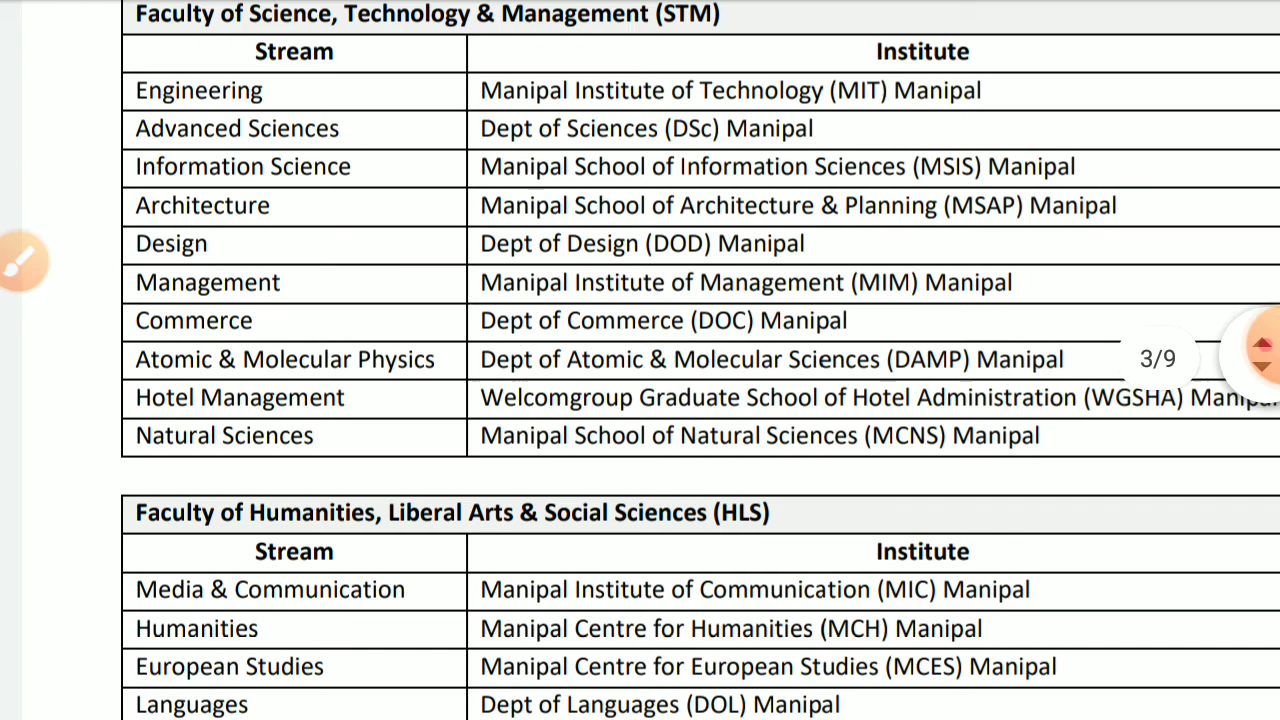 Faculty of Science, Technology & Management (STM)
Stream Institute
Engineering Manipal Institute of Technology (MIT) Manipal
Advanced Sciences Dept of Sciences (DSc) Manipal
Information Science Manipal School of Information Sciences (MSIS) Manipal
Architecture Manipal School of Architecture & Planning (MSAP) Manipal
Design Dept of Design (DOD) Manipal
Management Manipal Institute of Management (MIM) Manipal
Commerce Dept of Commerce (DOC) Manipal
Atomic & Molecular Physics Dept of Atomic & Molecular Sciences (DAMP) Manipal
3/9
Hotel Management Welcomgroup Graduate School of Hotel Administration (WGSHA) Manipal
Natural Sciences Manipal School of Natural Sciences (MCNS) Manipal
Faculty of Humanities, Liberal Arts & Social Sciences (HLS)
Stream Institute
Media & Communication Manipal Institute of Communication (MIC) Manipal
Humanities Manipal Centre for Humanities (MCH) Manipal
European Studies Manipal Centre for European Studies (MCES) Manipal
Languages Dept of Languages (DOL) Manipal